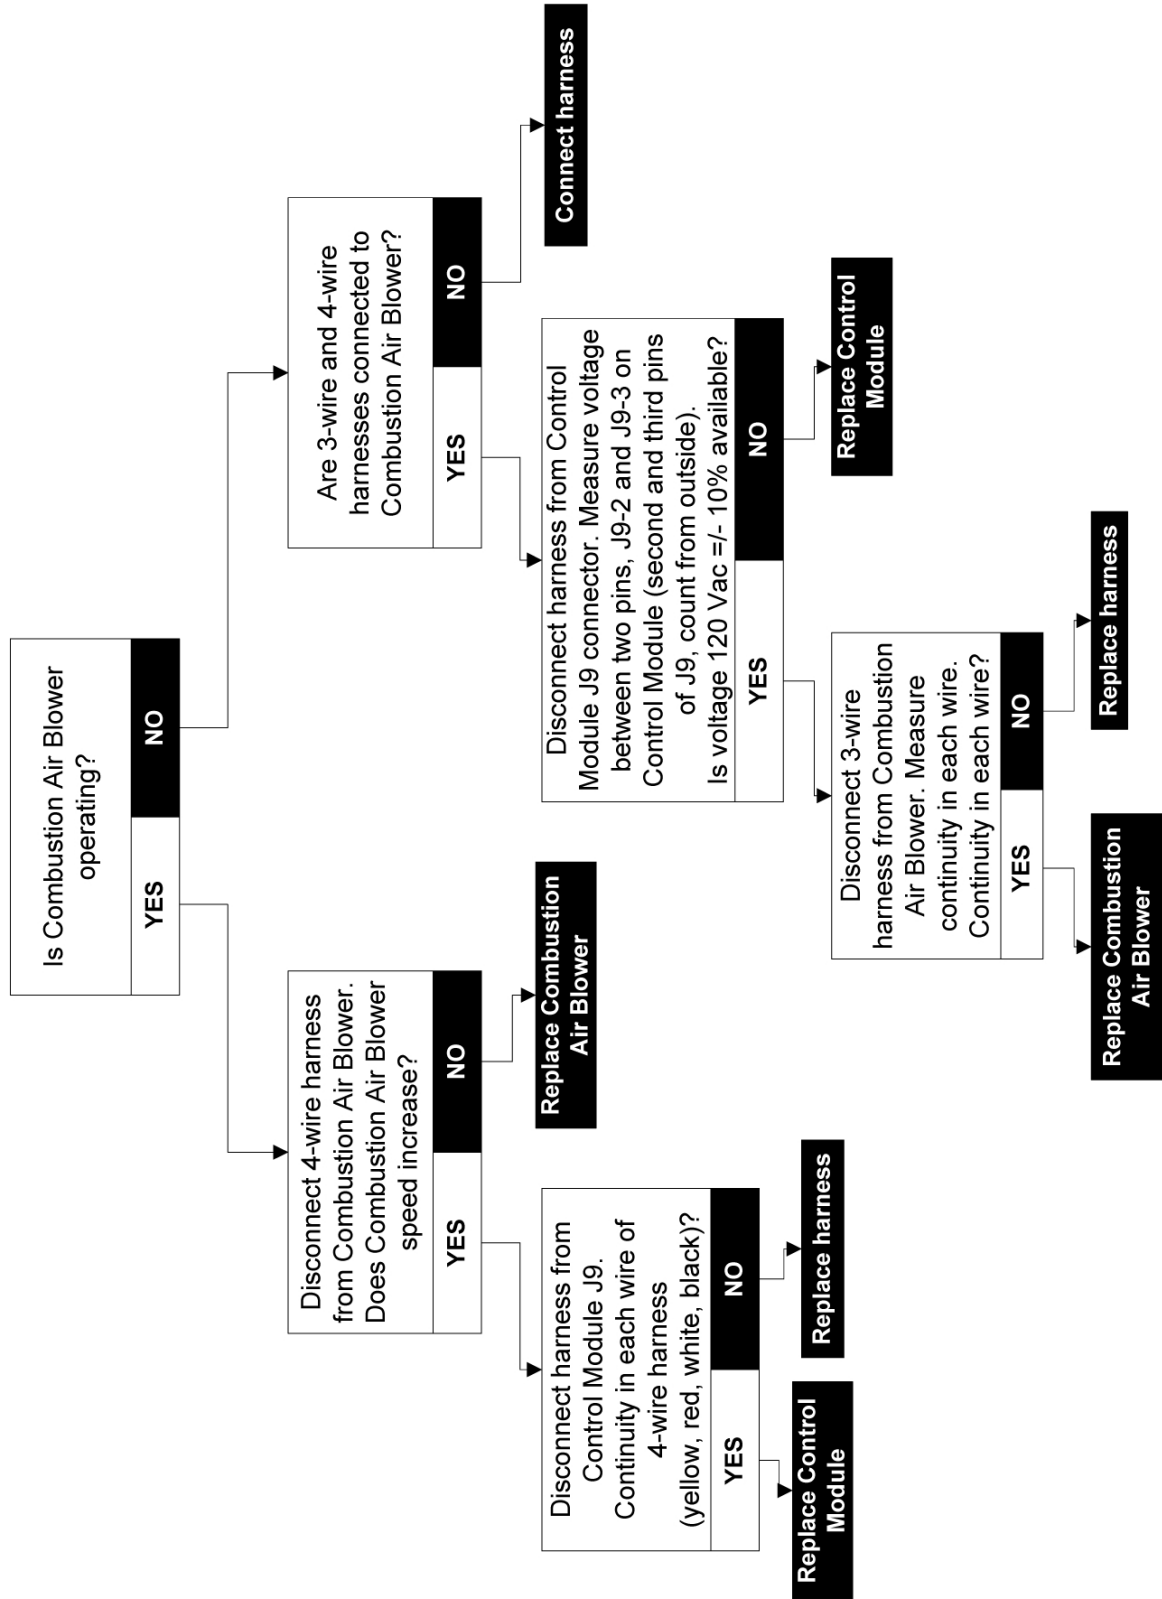 Is Combustion Air Blower
operating?
YES
NO
Disconnect 4-wire harness
from Combustion Air Blower.
Does Combustion Air Blower
speed increase?
YES
NO
Are 3-wire and 4-wire
harnesses connected to
Combustion Air Blower?
YES
NO
Replace Combustion
Air Blower
Connect harness
Disconnect harness from
Control Module J9.
Continuity in each wire of
4-wire harness
(yellow, red, white, black)?
YES
NO
Disconnect harness from Control
Module J9 connector. Measure voltage
between two pins, J9-2 and J9-3 on
Control Module (second and third pins
of J9, count from outside).
Is voltage 120 Vac =/- 10% available?
YES
NO
Replace Control
Module
Replace harness
Disconnect 3-wire
harness from Combustion
Air Blower. Measure
continuity in each wire.
Continuity in each wire?
YES
NO
Replace Control
Module
Replace Combustion
Air Blower
Replace harness